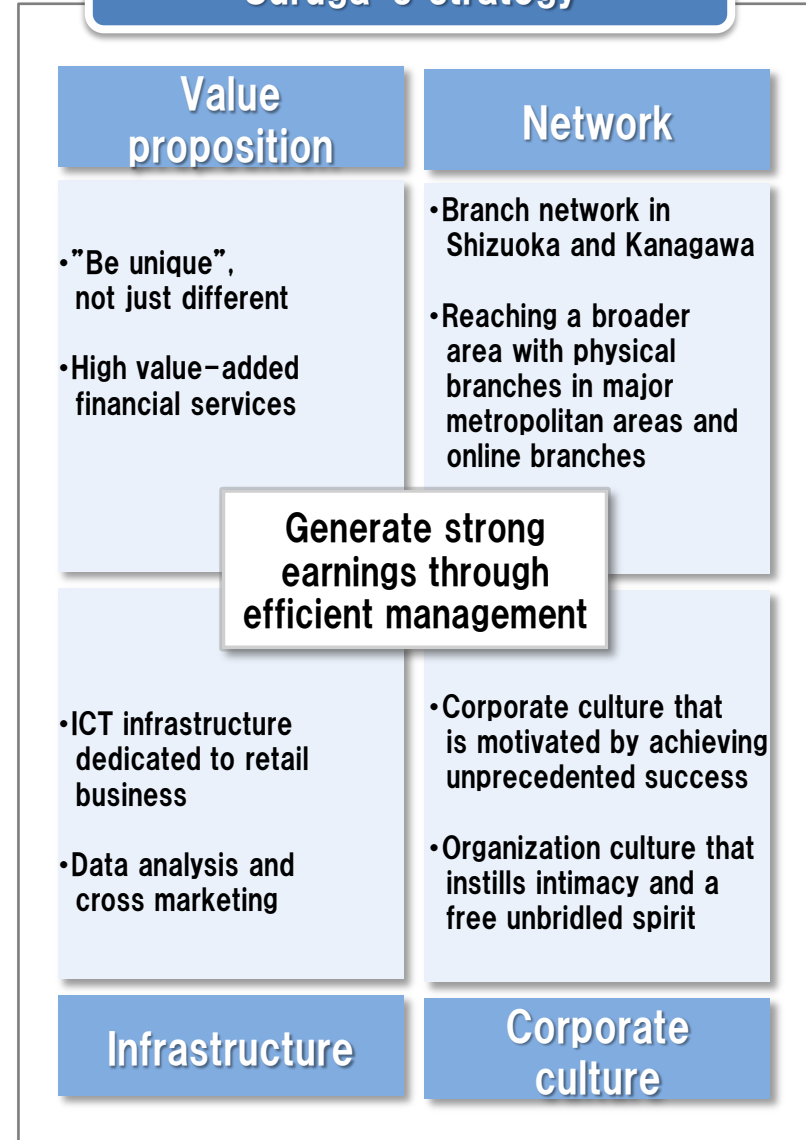 Suruga's strategy
Value
proposition
Network
•"Be unique",
not just different
•High value-added
financial services
•Branch network in
Shizuoka and Kanagawa
•Reaching a broader
area with physical
branches in major
metropolitan areas and
online branches
Generate strong
earnings through
efficient management
•ICT infrastructure
dedicated to retail
business
•Data analysis and
cross marketing
•Corporate culture that
is motivated by achieving
unprecedented success
•Organization culture that
instills intimacy and a
free unbridled spirit
Infrastructure
Corporate
culture